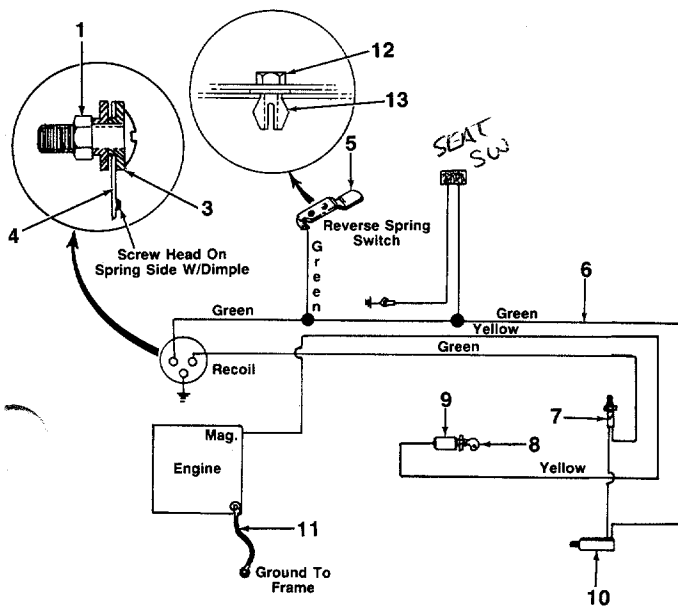 1
12
13
5
SEAT
SW
3
4
Screw Head On
Spring Side W/Dimple
Reverse Spring
Switch
Green
6
Green
Green
Yellow
Green
Recoil
7
9
8
Mag.
Engine
Yellow
11
Ground To
Frame
10